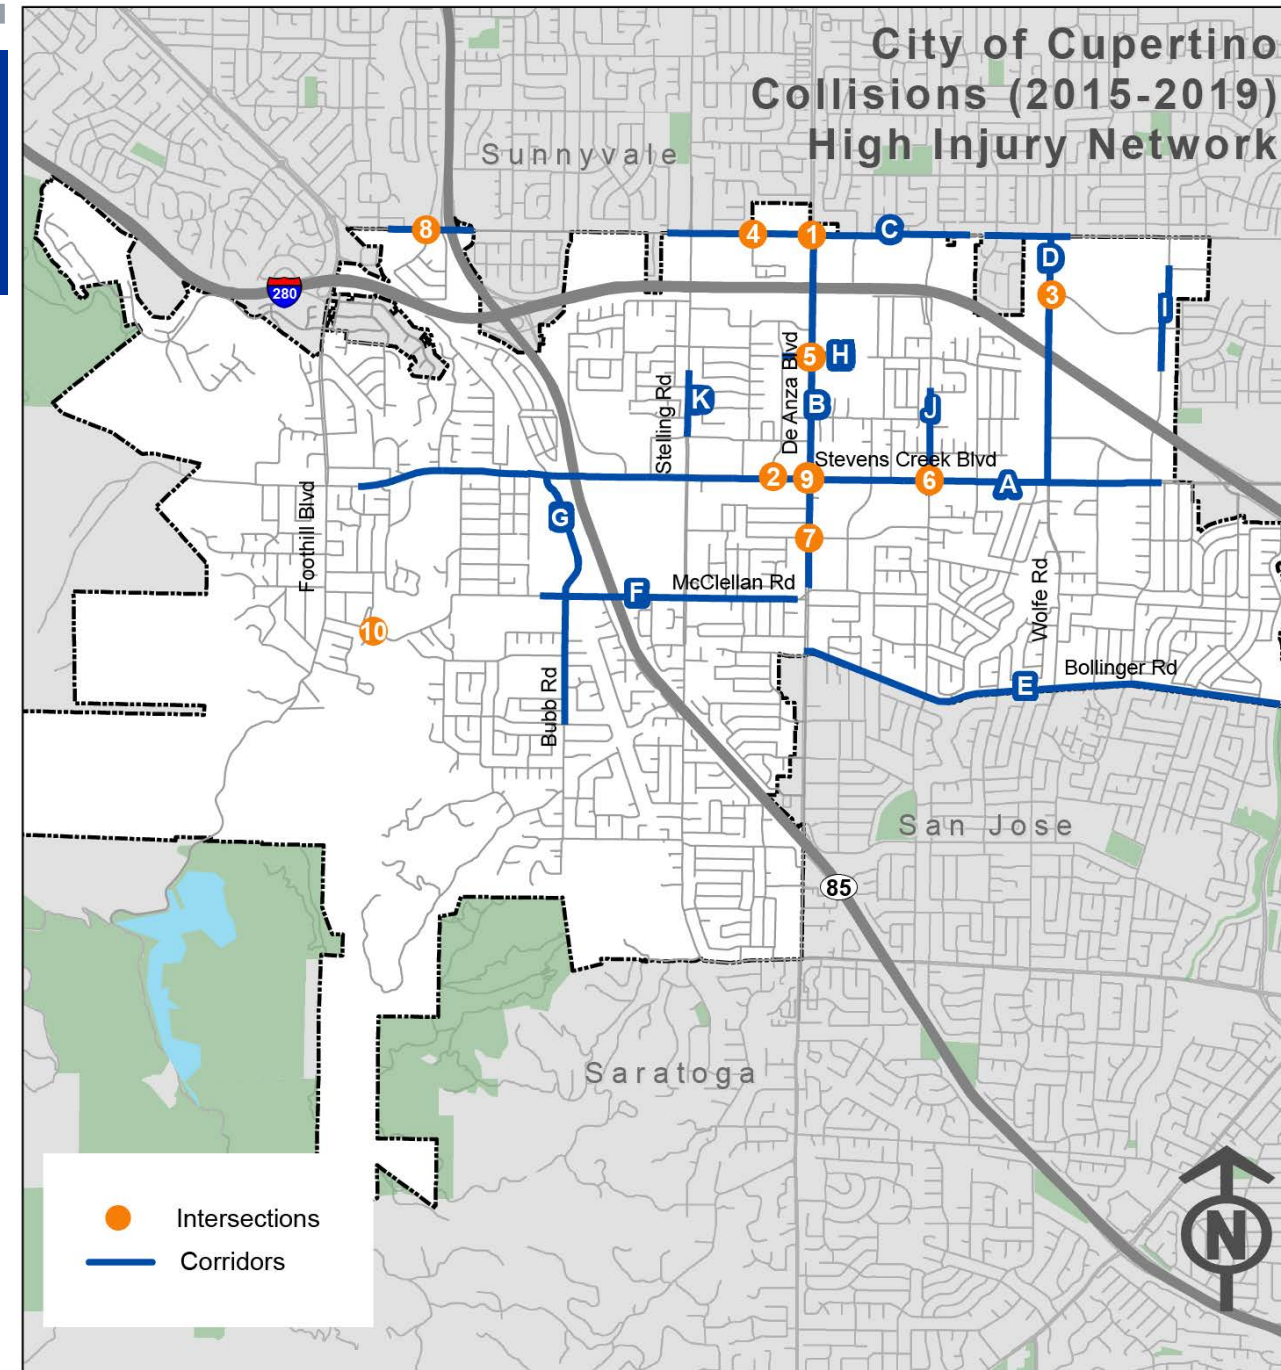 City of Cupertino
Collisions (2015-2019)
High Injury Network
Sunnyvale
8
4
1
C
D
280
3
I
5
H
De Anza Blvd
K
B
J
Stelling Rd
Stevens Creek Blvd
2
9
6
A
Foothill Blvd
G
7
McClellan Rd
F
Wolfe Rd
10
Bubb Rd
Bollinger Rd
E
San Jose
85
Saratoga
Intersections
Corridors
N